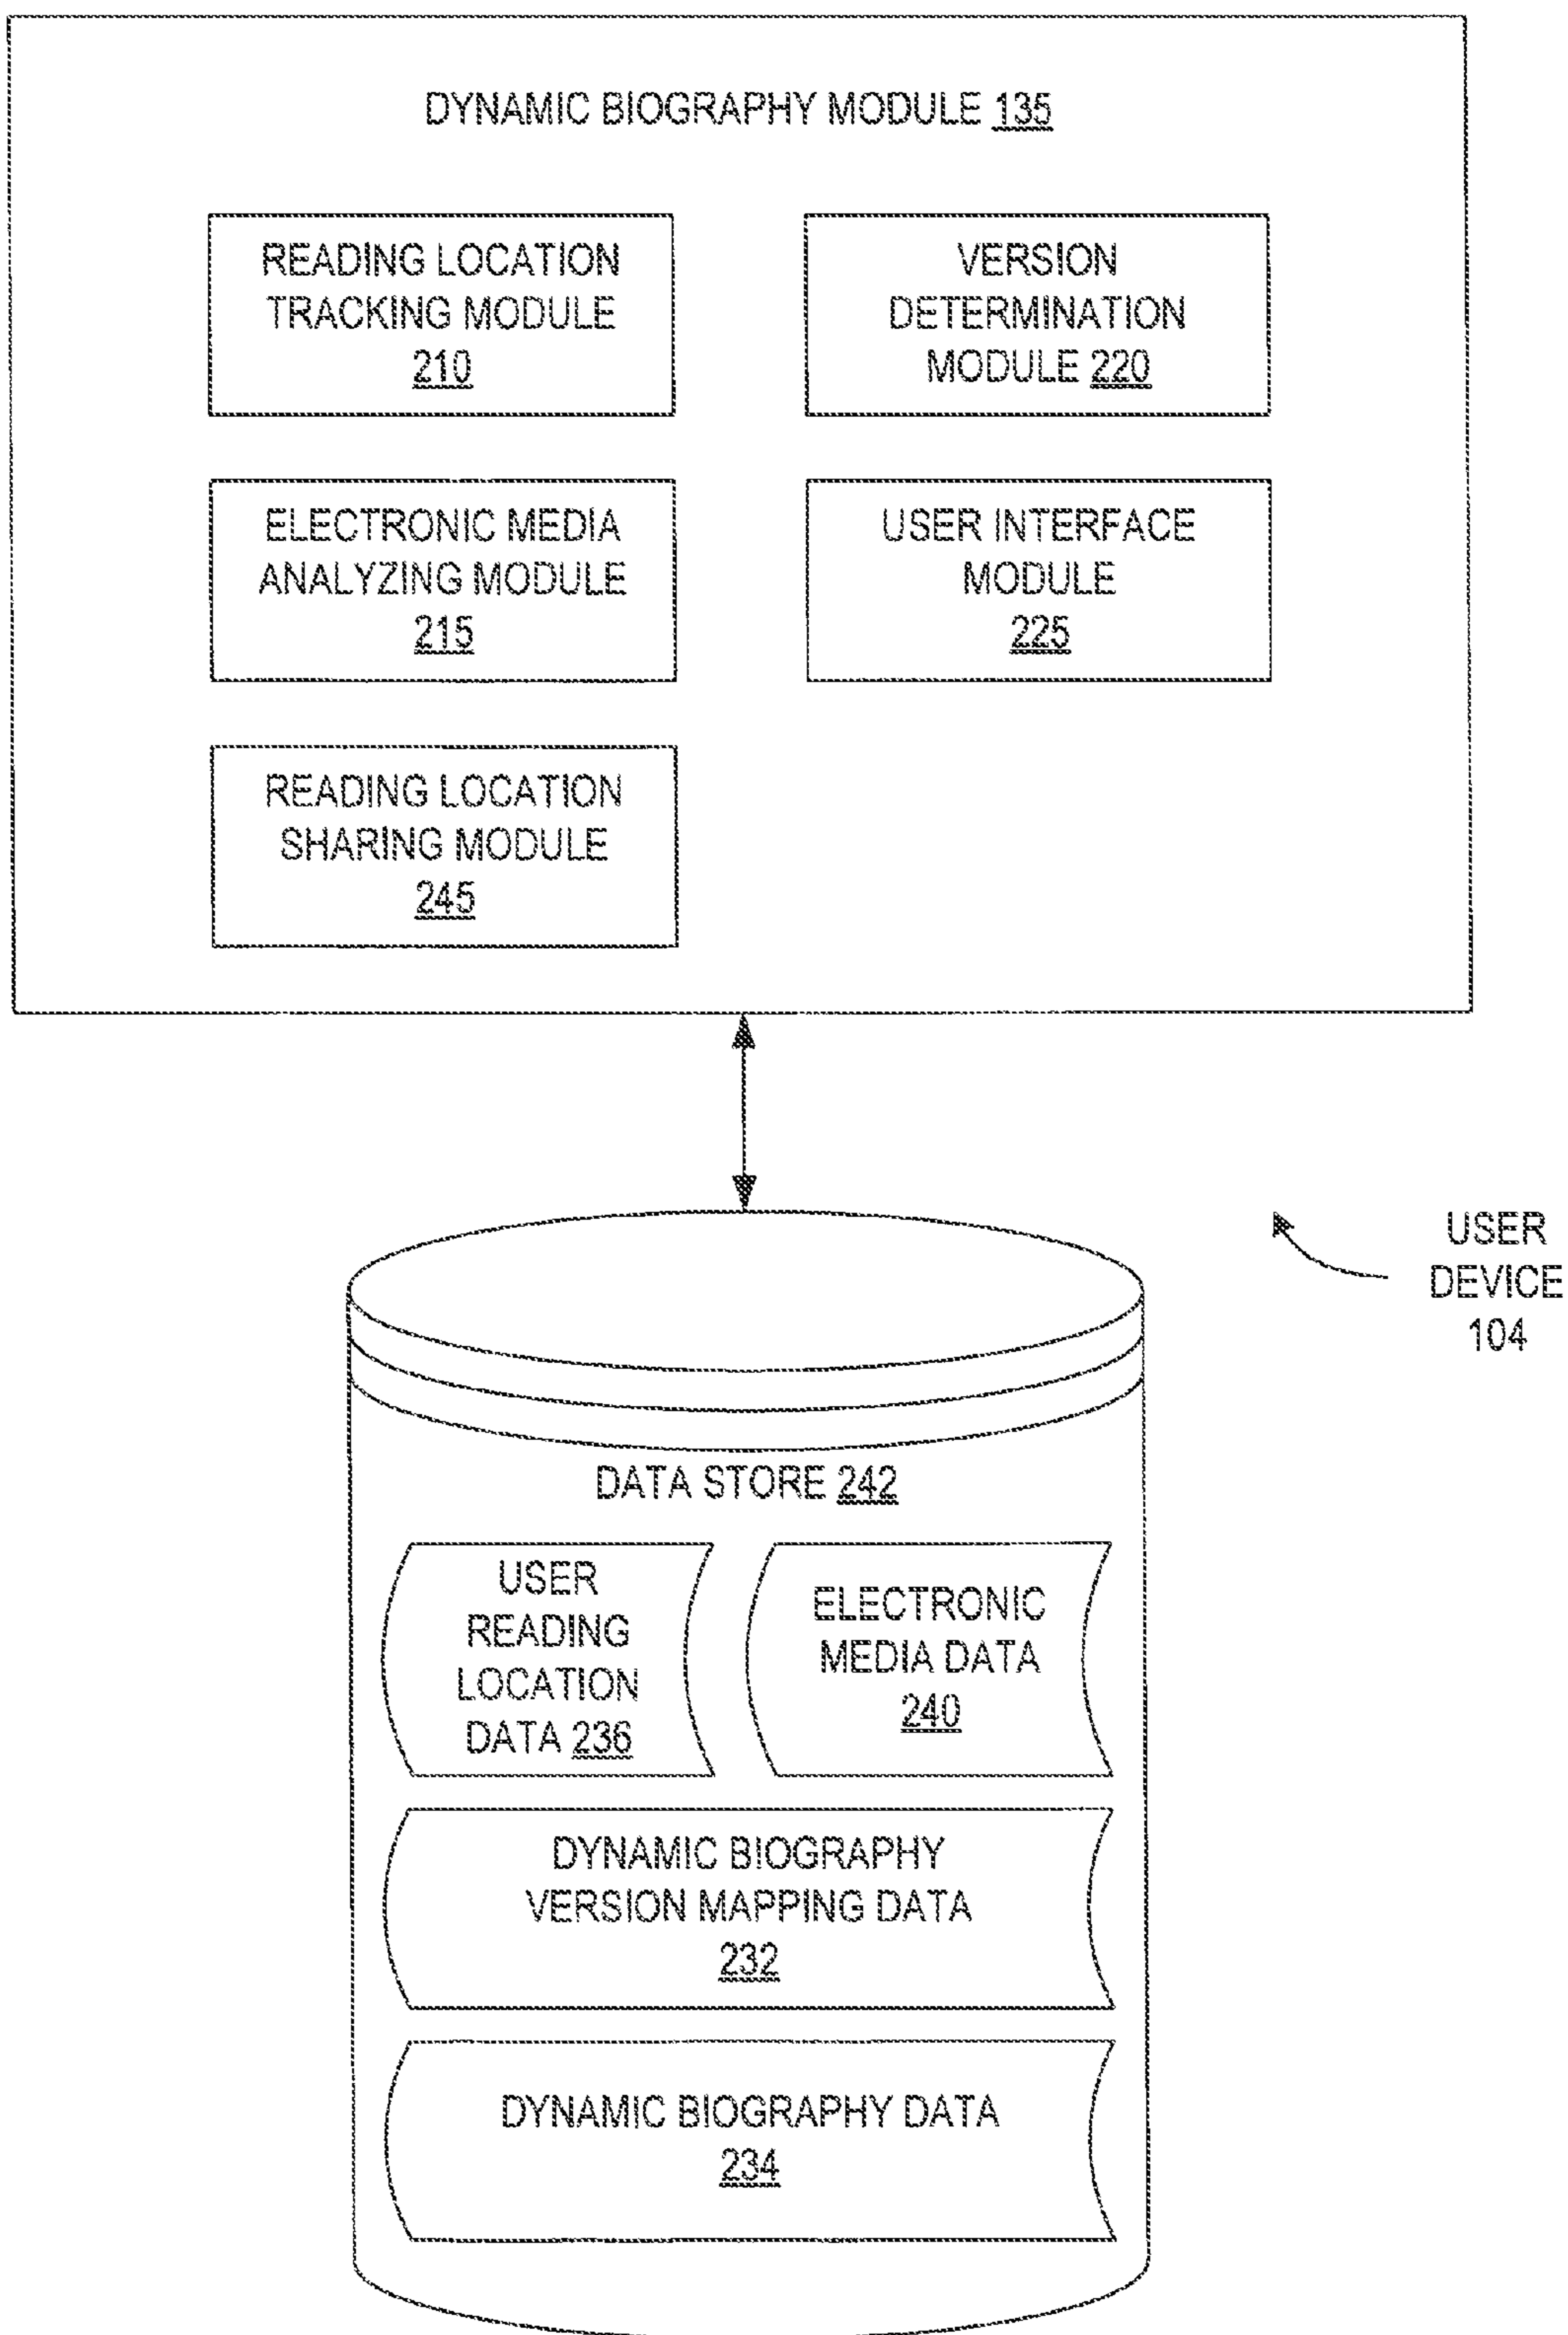 DYNAMIC BIOGRAPHY MODULE 135
READING LOCATION
TRACKING MODULE
210
VERSION
DETERMINATION
MODULE 220
ELECTRONIC MEDIA
ANALYZING MODULE
215
USER INTERFACE
MODULE
225
READING LOCATION
SHARING MODULE
245
USER
DEVICE
104
DATA STORE 242
USER
READING
LOCATION
DATA 236
ELECTRONIC
MEDIA DATA
240
DYNAMIC BIOGRAPHY
VERSION MAPPING DATA
232
DYNAMIC BIOGRAPHY DATA
234